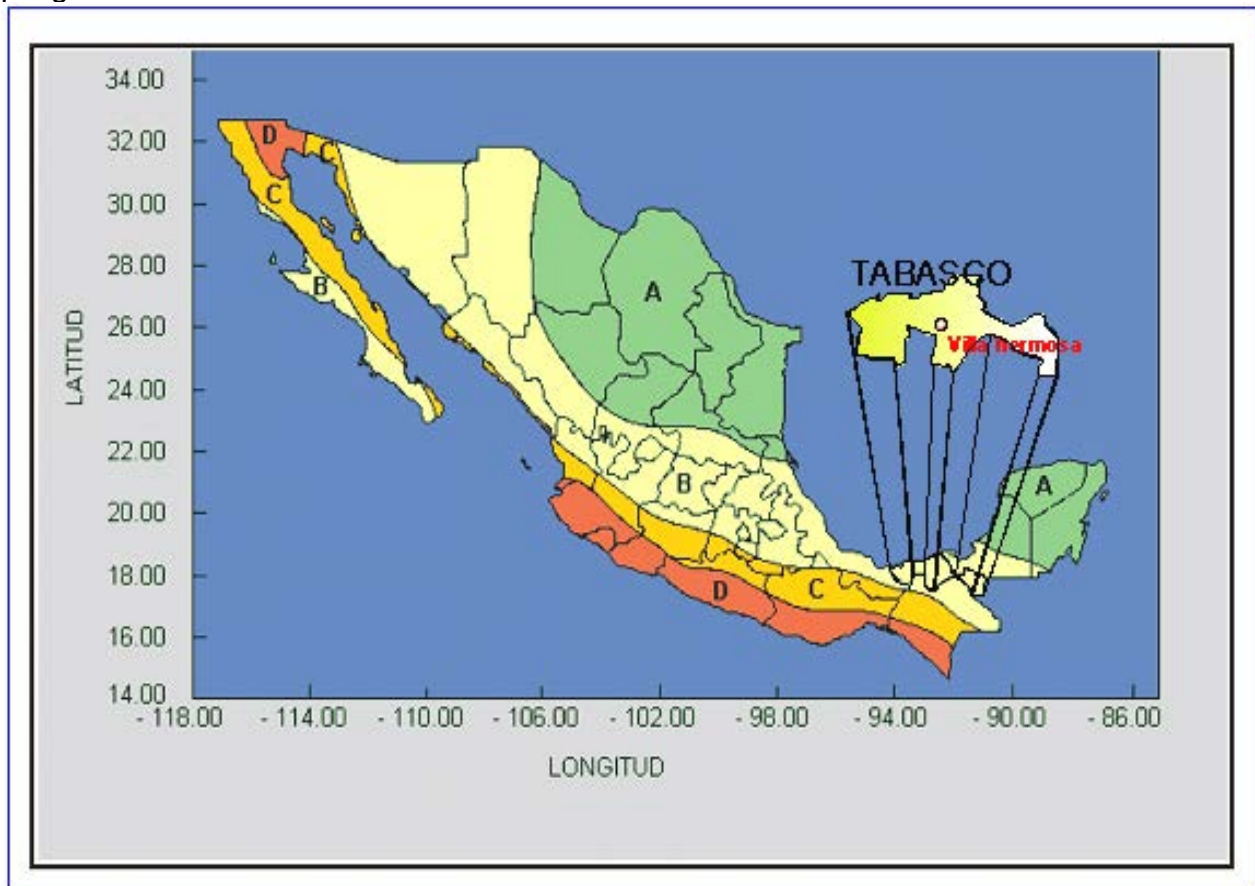 34.00
32.00
30.00
28.00
26.00
24.00
22.00
20.00
18.00
16.00
14.00
LATITUD
D
C
C
B
A
TABASCO
Villa hermosa
A
B
C
D
- 118.00 - 114.00 - 110.00 - 106.00 - 102.00 - 98.00 - 94.00 - 90.00 - 86.00
LONGITUD